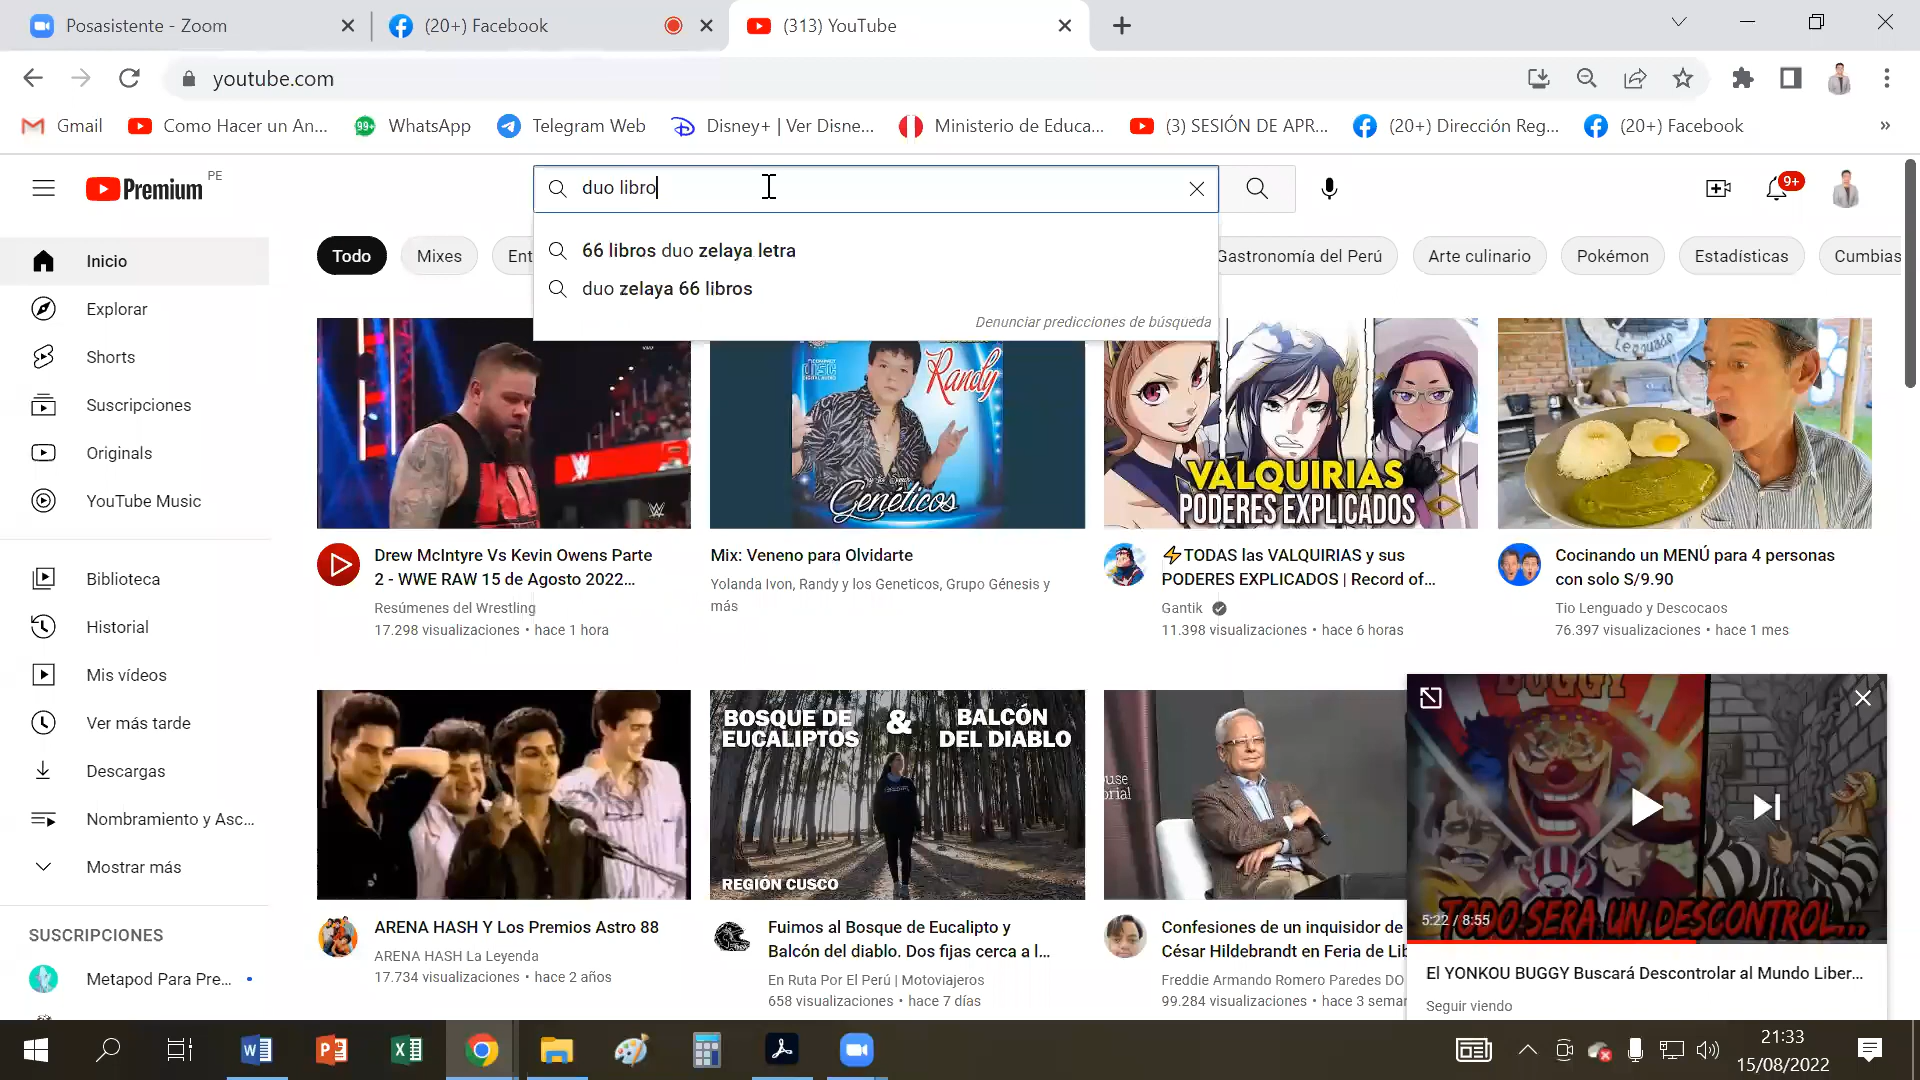 Posasistente - Zoom
(20+) Facebook
(313) YouTube
youtube.com
Gmail
Como Hacer un An...
99+
WhatsApp
Telegram Web
Disney+ | Ver Disne...
Ministerio de Educa...
(3) SESIÓN DE APR...
(20+) Dirección Reg...
(20+) Facebook
»
Premium PE
duo libro
9+
66 libros duo zelaya letra
duo zelaya 66 libros
Denunciar predicciones de búsqueda
Todo
Mixes
Ent
Gastronomía del Perú
Arte culinario
Pokémon
Estadísticas
Cumbias
Inicio
Explorar
Shorts
Suscripciones
Originals
YouTube Music
Biblioteca
Historial
Mis vídeos
Ver más tarde
Descargas
Nombramiento y Asc...
Mostrar más
SUSCRIPCIONES
Metapod Para Pre...
Randy
Genéticos
VALQUIRIAS
PODERES EXPLICADOS
Lenguado
Drew McIntyre Vs Kevin Owens Parte
2 - WWE RAW 15 de Agosto 2022...
Resúmenes del Wrestling
17.298 visualizaciones • hace 1 hora
Mix: Veneno para Olvidarte
Yolanda Ivon, Randy y los Geneticos, Grupo Génesis y
más
⚡TODAS las VALQUIRIAS y sus
PODERES EXPLICADOS | Record of...
Gantik
11.398 visualizaciones • hace 6 horas
Cocinando un MENÚ para 4 personas
con solo S/9.90
Tio Lenguado y Descocaos
76.397 visualizaciones • hace 1 mes
BOSQUE DE
EUCALIPTOS
&
BALCÓN
DEL DIABLO
REGIÓN CUSCO
use
orial
ARENA HASH Y Los Premios Astro 88
ARENA HASH La Leyenda
17.734 visualizaciones • hace 2 años
Fuimos al Bosque de Eucalipto y
Balcón del diablo. Dos fijas cerca a l...
En Ruta Por El Perú | Motoviajeros
658 visualizaciones • hace 7 días
Confesiones de un inquisidor de
César Hildebrandt en Feria de Lib
Freddie Armando Romero Paredes DO
99.284 visualizaciones • hace 3 semar
BUGGY
5:22 / 8:55
TODO SERA UN DESCONTROL...
El YONKOU BUGGY Buscará Descontrolar al Mundo Liber...
Seguir viendo
21:33
15/08/2022